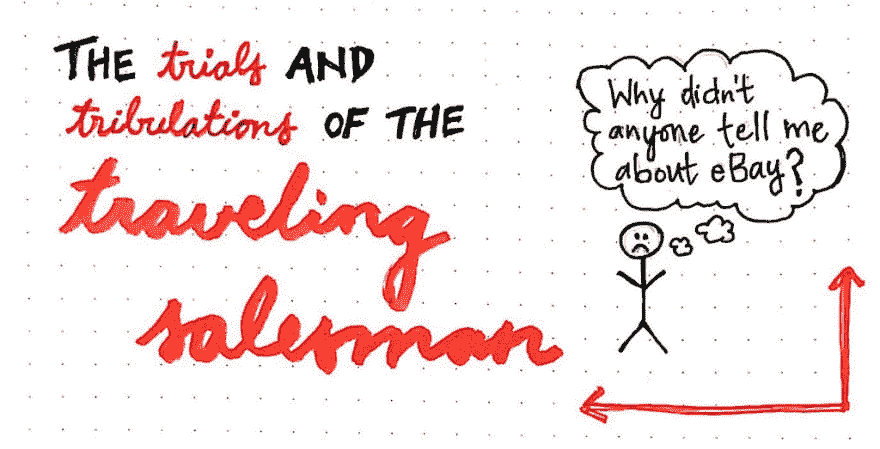 THE trials AND
tribulations OF THE
traveling
salesman
Why didn't
anyone tell me
about eBay?